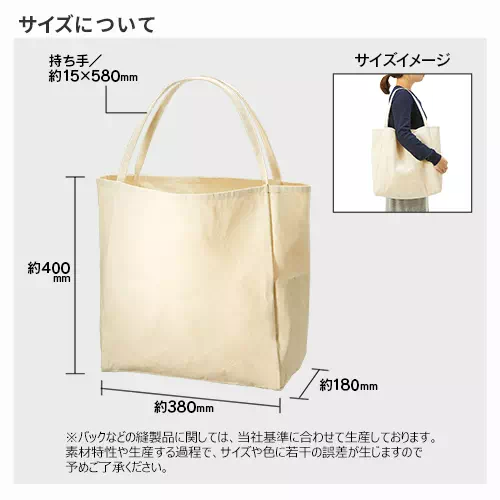 サイズについて
持ち手／
約15×580mm
サイズイメージ
約400
mm
約180mm
約380mm
※バックなどの縫製品に関しては、当社基準に合わせて生産しております。
素材特性や生産する過程で、サイズや色に若干の誤差が生じますので
予めご了承ください。